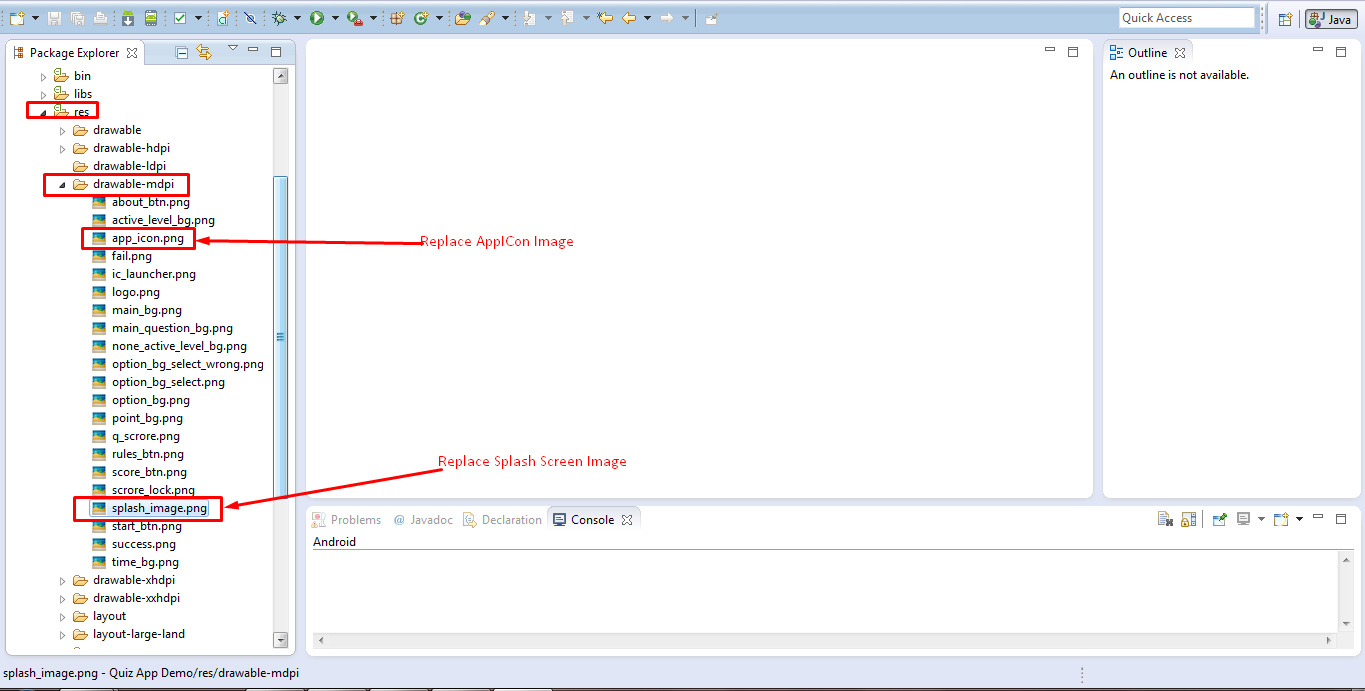 Quick Access
Java
Package Explorer
bin
libs
res
drawable
drawable-hdpi
drawable-ldpi
drawable-mdpi
about_btn.png
active_level_bg.png
app_icon.png
fail.png
ic_launcher.png
logo.png
main_bg.png
main_question_bg.png
none_active_level_bg.png
option_bg_select_wrong.png
option_bg_select.png
option_bg.png
point_bg.png
q_scrore.png
rules_btn.png
score_btn.png
scrore_lock.png
splash_image.png
start_btn.png
success.png
time_bg.png
drawable-xhdpi
drawable-xxhdpi
layout
layout-large-land
Replace AppICon Image
Replace Splash Screen Image
Outline
An outline is not available.
Problems @ Javadoc Declaration Console
Android
splash_image.png - Quiz App Demo/res/drawable-mdpi